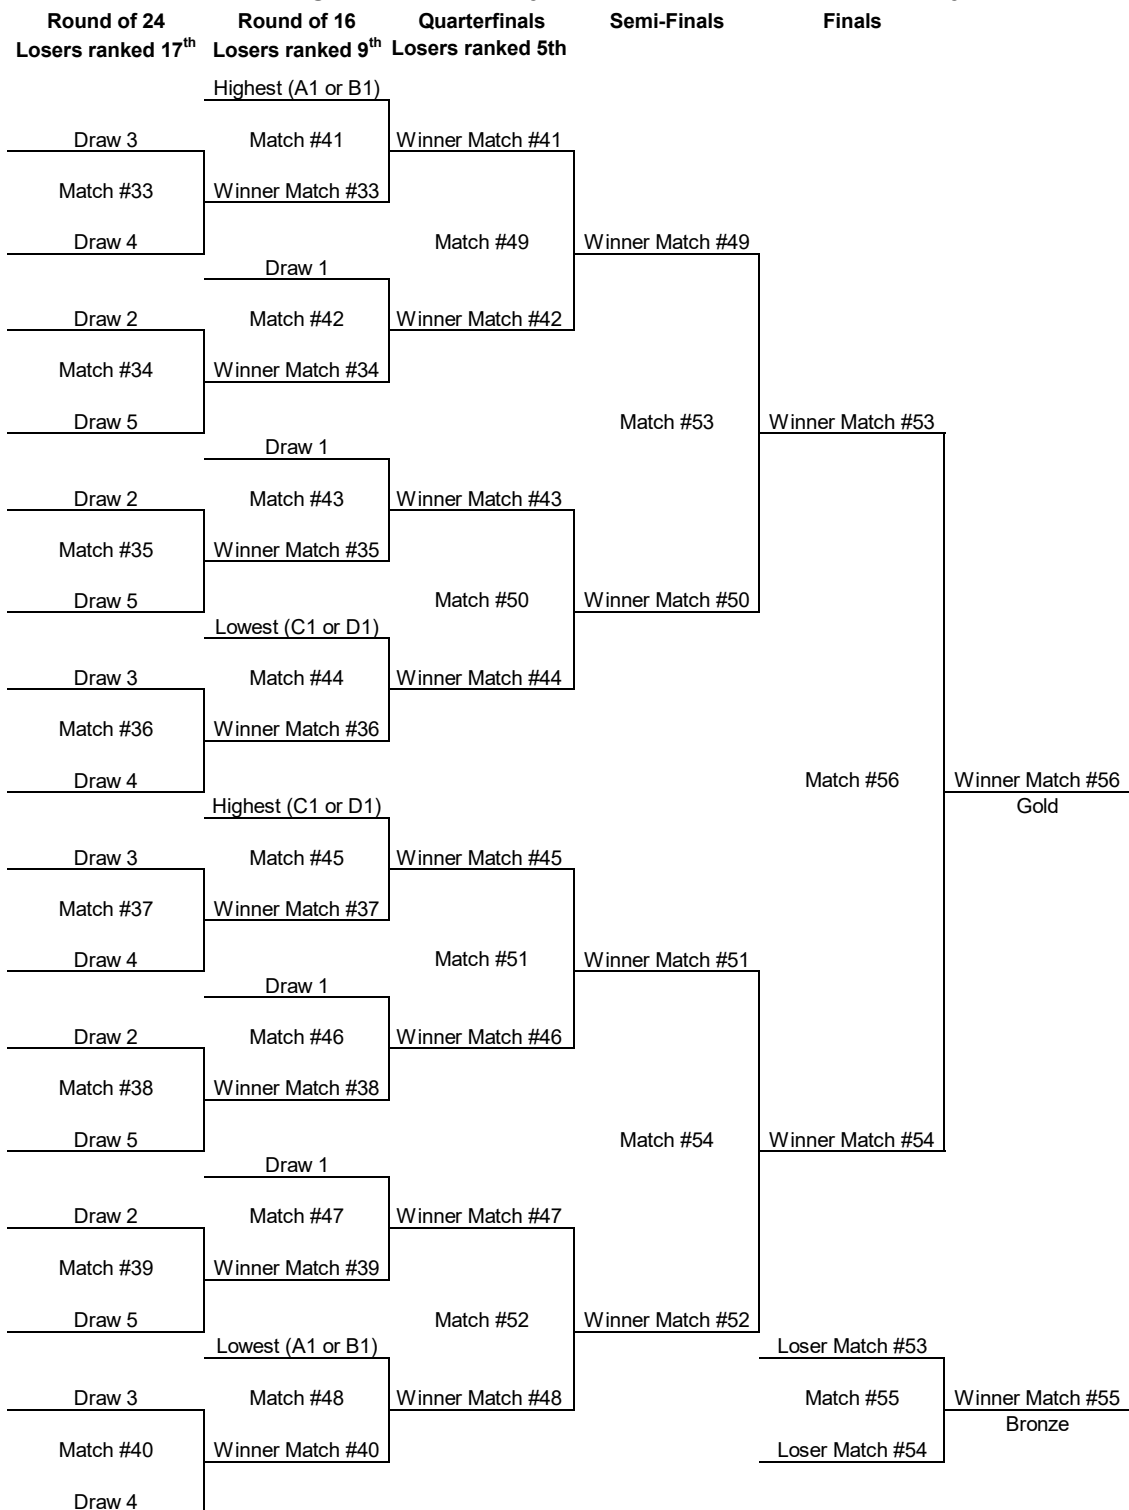 Round of 24 Round of 16 Quarterfinals Semi-Finals Finals
Losers ranked 17th Losers ranked 9th Losers ranked 5th
Highest (A1 or B1)
Draw 3 Match #41 Winner Match #41
Match #33 Winner Match #33
Draw 4 Match #49 Winner Match #49
Draw 1
Draw 2 Match #42 Winner Match #42
Match #34 Winner Match #34
Draw 5 Match #53 Winner Match #53
Draw 1
Draw 2 Match #43 Winner Match #43
Match #35 Winner Match #35
Draw 5 Match #50 Winner Match #50
Lowest (C1 or D1)
Draw 3 Match #44 Winner Match #44
Match #36 Winner Match #36
Draw 4 Match #56 Winner Match #56
Highest (C1 or D1) Gold
Draw 3 Match #45 Winner Match #45
Match #37 Winner Match #37
Draw 4 Match #51 Winner Match #51
Draw 1
Draw 2 Match #46 Winner Match #46
Match #38 Winner Match #38
Draw 5 Match #54 Winner Match #54
Draw 1
Draw 2 Match #47 Winner Match #47
Match #39 Winner Match #39
Draw 5 Match #52 Winner Match #52
Lowest (A1 or B1) Loser Match #53
Draw 3 Match #48 Winner Match #48 Match #55 Winner Match #55
Bronze
Match #40 Winner Match #40 Loser Match #54
Draw 4